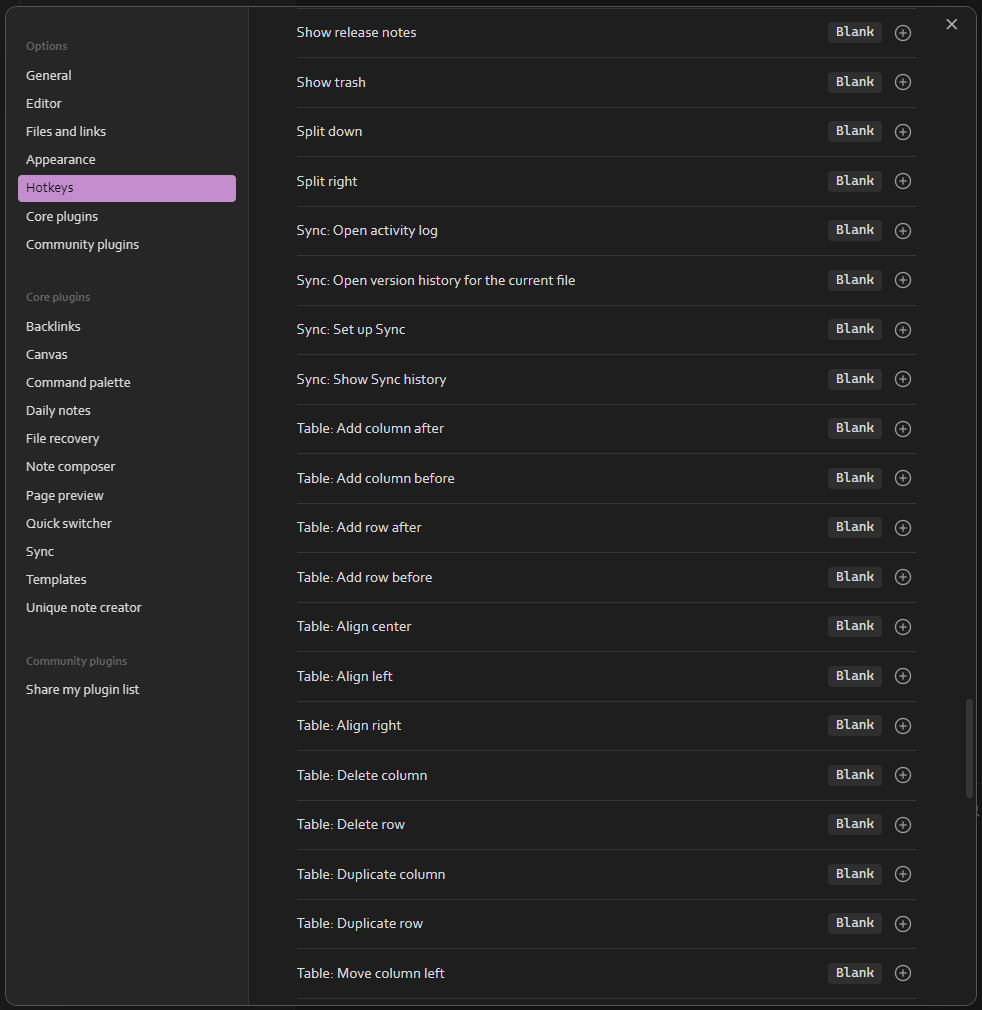 Options
General
Editor
Files and links
Appearance
Hotkeys
Core plugins
Community plugins
Core plugins
Backlinks
Canvas
Command palette
Daily notes
File recovery
Note composer
Page preview
Quick switcher
Sync
Templates
Unique note creator
Community plugins
Share my plugin list
Show release notes Blank
Show trash Blank
Split down Blank
Split right Blank
Sync: Open activity log Blank
Sync: Open version history for the current file Blank
Sync: Set up Sync Blank
Sync: Show Sync history Blank
Table: Add column after Blank
Table: Add column before Blank
Table: Add row after Blank
Table: Add row before Blank
Table: Align center Blank
Table: Align left Blank
Table: Align right Blank
Table: Delete column Blank
Table: Delete row Blank
Table: Duplicate column Blank
Table: Duplicate row Blank
Table: Move column left Blank